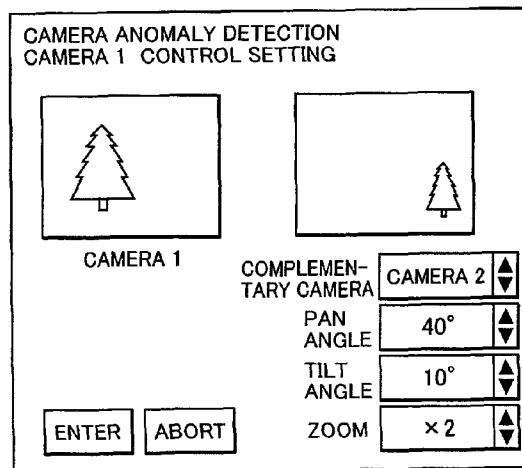 CAMERA ANOMALY DETECTION
CAMERA 1 CONTROL SETTING
CAMERA 1
COMPLEMEN-
TARY CAMERA
CAMERA 2
PAN
ANGLE
40°
TILT
ANGLE
10°
ZOOM
×2
ENTER
ABORT